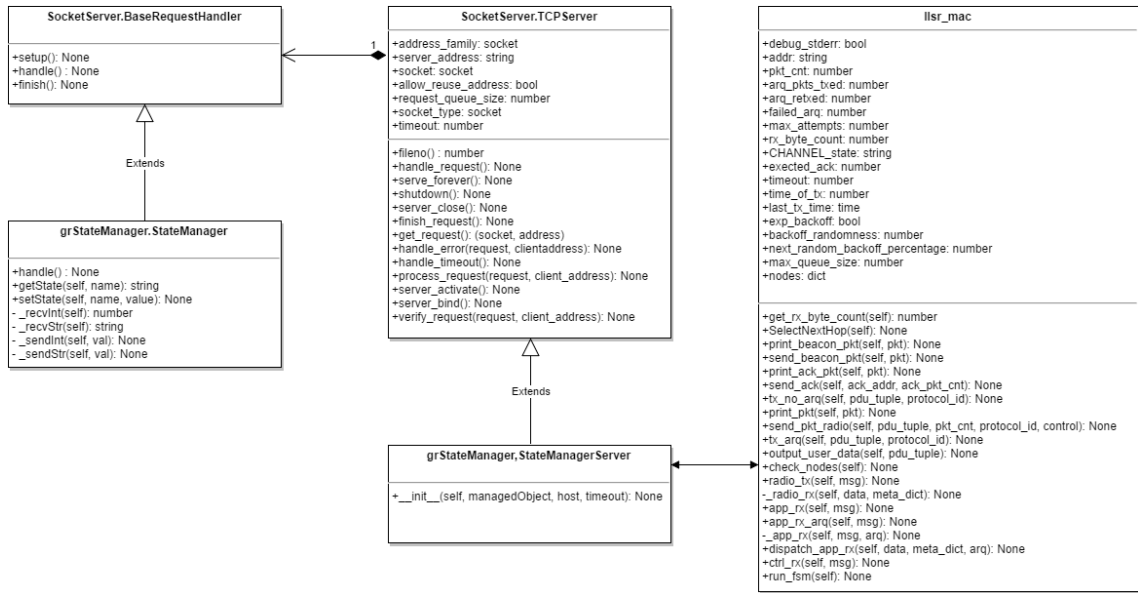 SocketServer.BaseRequestHandler
+setup(): None
+handle() : None
+finish(): None
Extends
grStateManager.StateManager
+handle() : None
+getState(self, name): string
+setState(self, name, value): None
- _recvInt(self): number
- _recvStr(self): string
- _sendInt(self, val): None
- _sendStr(self, val): None
1
SocketServer.TCPServer
+address_family: socket
+server_address: string
+socket: socket
+allow_reuse_address: bool
+request_queue_size: number
+socket_type: socket
+timeout: number
+fileno() : number
+handle_request(): None
+serve_forever(): None
+shutdown(): None
+server_close(): None
+finish_request(): None
+get_request(): (socket, address)
+handle_error(request, clientaddress): None
+handle_timeout(): None
+process_request(request, client_address): None
+server_activate(): None
+server_bind(): None
+verify_request(request, client_address): None
Extends
grStateManager,StateManagerServer
+__init__(self, managedObject, host, timeout): None
llsr_mac
+debug_stderr: bool
+addr: string
+pkt_cnt: number
+arq_pkts_txed: number
+arq_retxed: number
+failed_arq: number
+max_attempts: number
+rx_byte_count: number
+CHANNEL_state: string
+exected_ack: number
+timeout: number
+time_of_tx: number
+last_tx_time: time
+exp_backoff: bool
+backoff_randomness: number
+next_random_backoff_percentage: number
+max_queue_size: number
+nodes: dict
+get_rx_byte_count(self): number
+SelectNextHop(self): None
+print_beacon_pkt(self, pkt): None
+send_beacon_pkt(self, pkt): None
+print_ack_pkt(self, pkt): None
+send_ack(self, ack_addr, ack_pkt_cnt): None
+tx_no_arq(self, pdu_tuple, protocol_id): None
+print_pkt(self, pkt): None
+send_pkt_radio(self, pdu_tuple, pkt_cnt, protocol_id, control): None
+tx_arq(self, pdu_tuple, protocol_id): None
+output_user_data(self, pdu_tuple): None
+check_nodes(self): None
+radio_tx(self, msg): None
-_radio_rx(self, data, meta_dict): None
+app_rx(self, msg): None
+app_rx_arq(self, msg): None
-_app_rx(self, msg, arq): None
+dispatch_app_rx(self, data, meta_dict, arq): None
+ctrl_rx(self, msg): None
+run_fsm(self): None